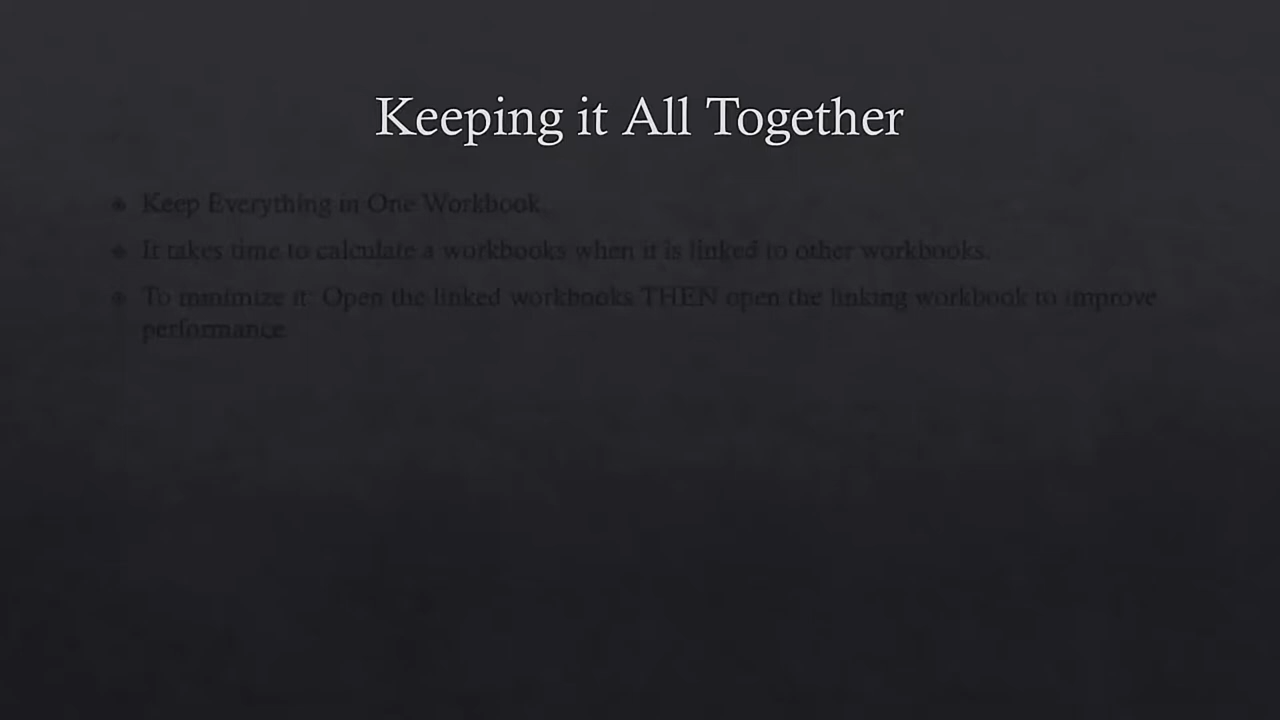 Keeping it All Together
Keep Everything in One Workbook.
It takes time to calculate a workbooks when it is linked to other workbooks.
To minimize it: Open the linked workbooks THEN open the linking workbook to improve
performance.